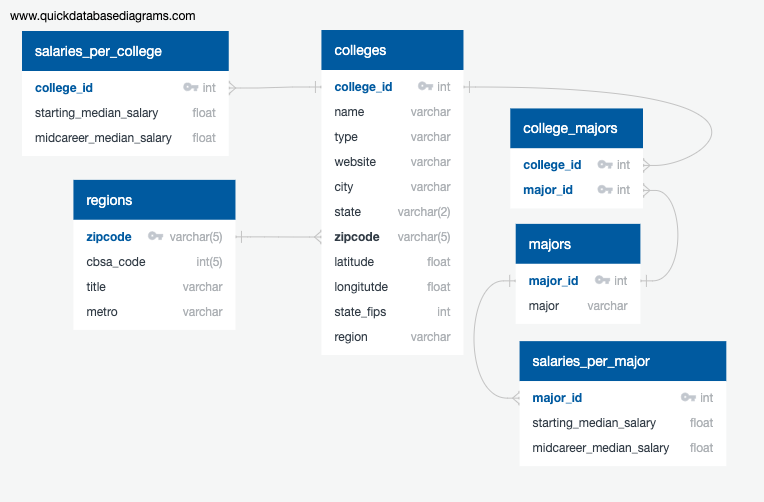 www.quickdatabasediagrams.com
salaries_per_college
college_id int
starting_median_salary float
midcareer_median_salary float
regions
zipcode varchar(5)
cbsa_code int(5)
title varchar
metro varchar
colleges
college_id int
name varchar
type varchar
website varchar
city varchar
state varchar(2)
zipcode varchar(5)
latitude float
longitutde float
state_fips int
region varchar
college_majors
college_id int
major_id int
majors
major_id int
major varchar
salaries_per_major
major_id int
starting_median_salary float
midcareer_median_salary float